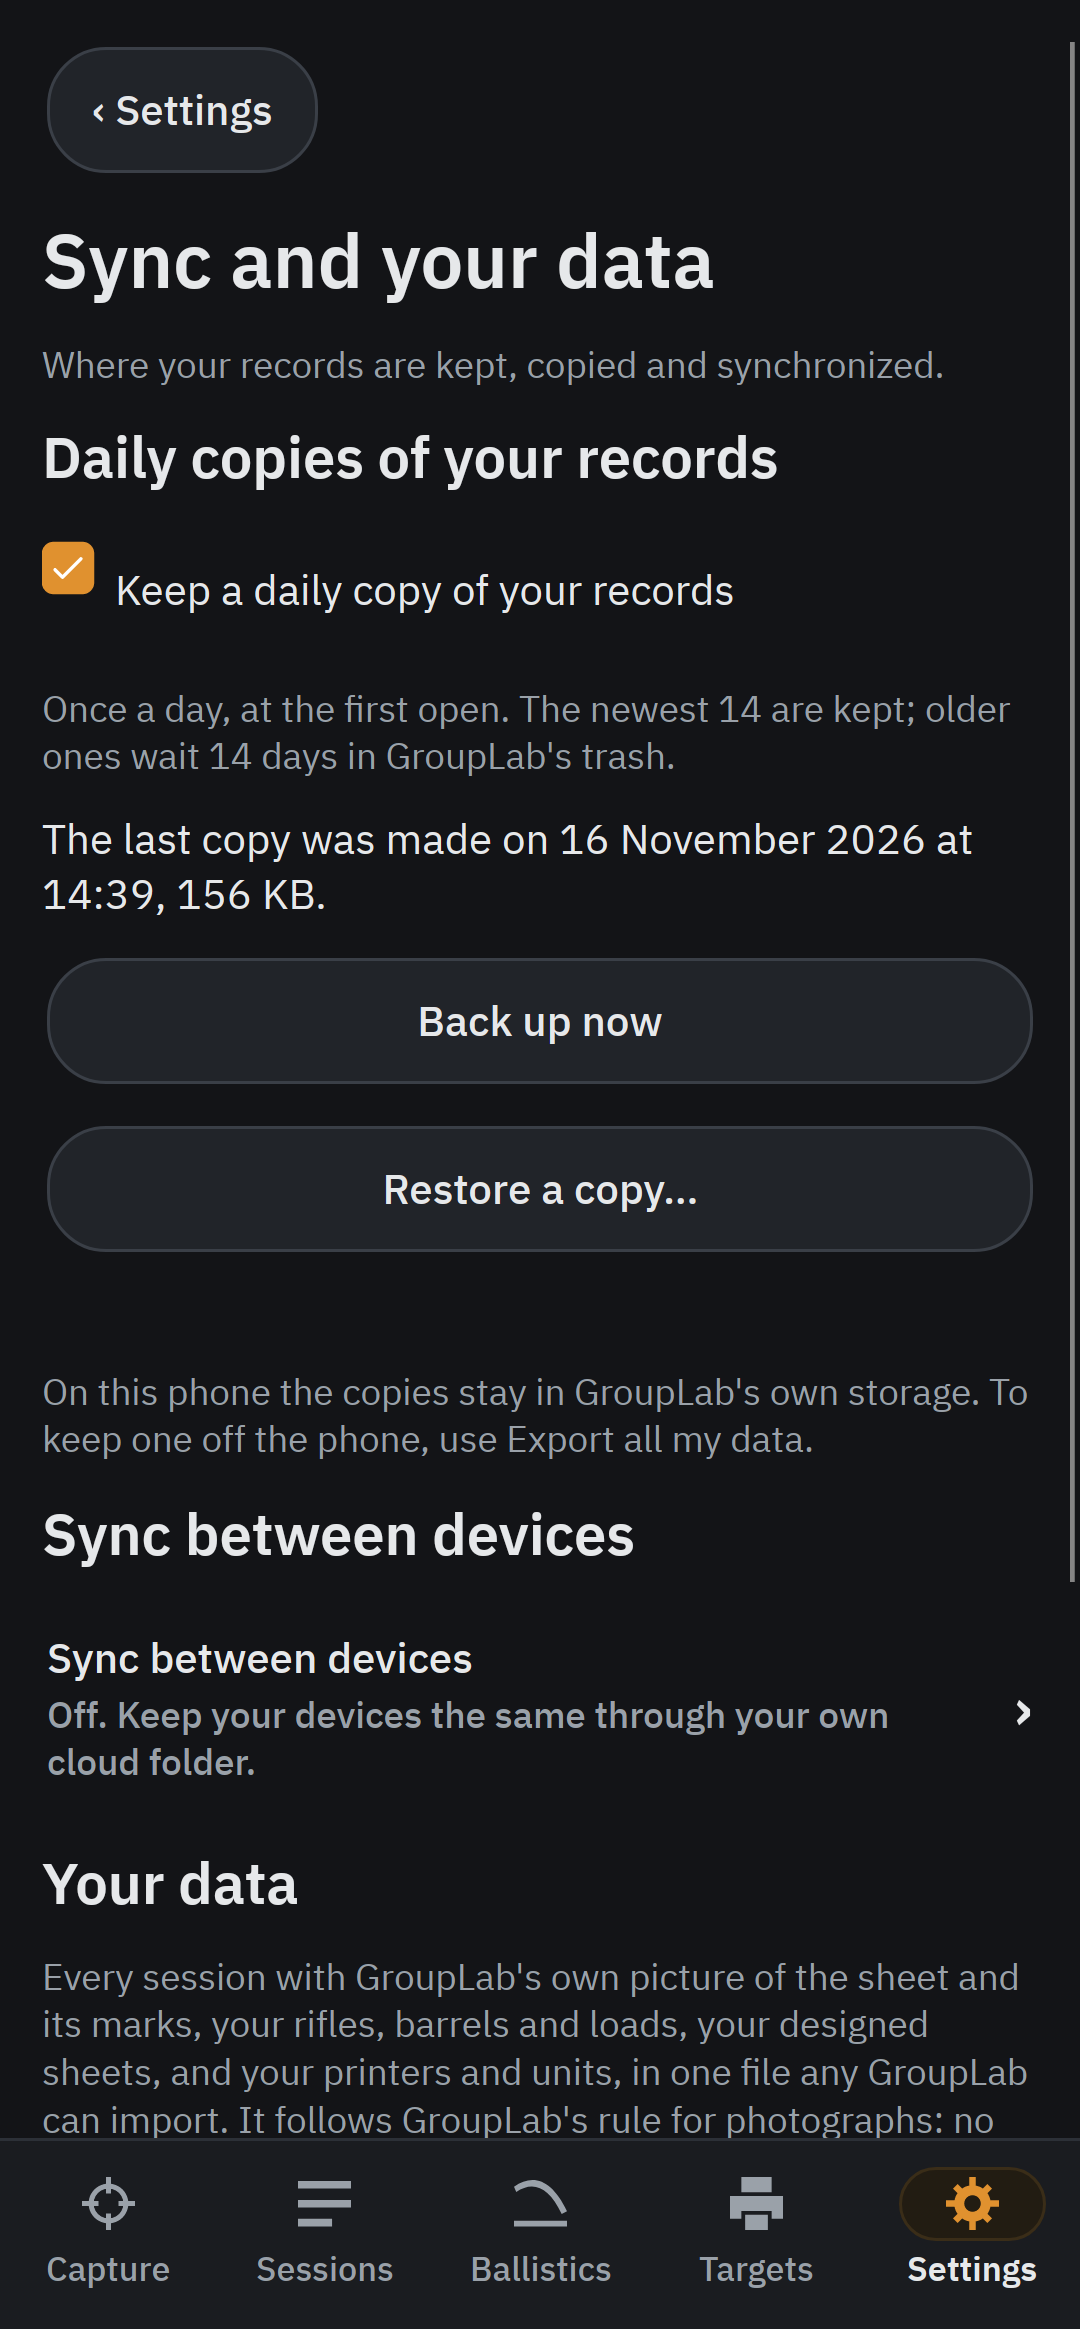 ‹ Settings
Sync and your data
Where your records are kept, copied and synchronized.
Daily copies of your records
Keep a daily copy of your records
Once a day, at the first open. The newest 14 are kept; older
ones wait 14 days in GroupLab's trash.
The last copy was made on 16 November 2026 at
14:39, 156 KB.
Back up now
Restore a copy...
On this phone the copies stay in GroupLab's own storage. To
keep one off the phone, use Export all my data.
Sync between devices
Sync between devices
Off. Keep your devices the same through your own
cloud folder.
›
Your data
Every session with GroupLab's own picture of the sheet and
its marks, your rifles, barrels and loads, your designed
sheets, and your printers and units, in one file any GroupLab
can import. It follows GroupLab's rule for photographs: no
Capture
Sessions
Ballistics
Targets
Settings